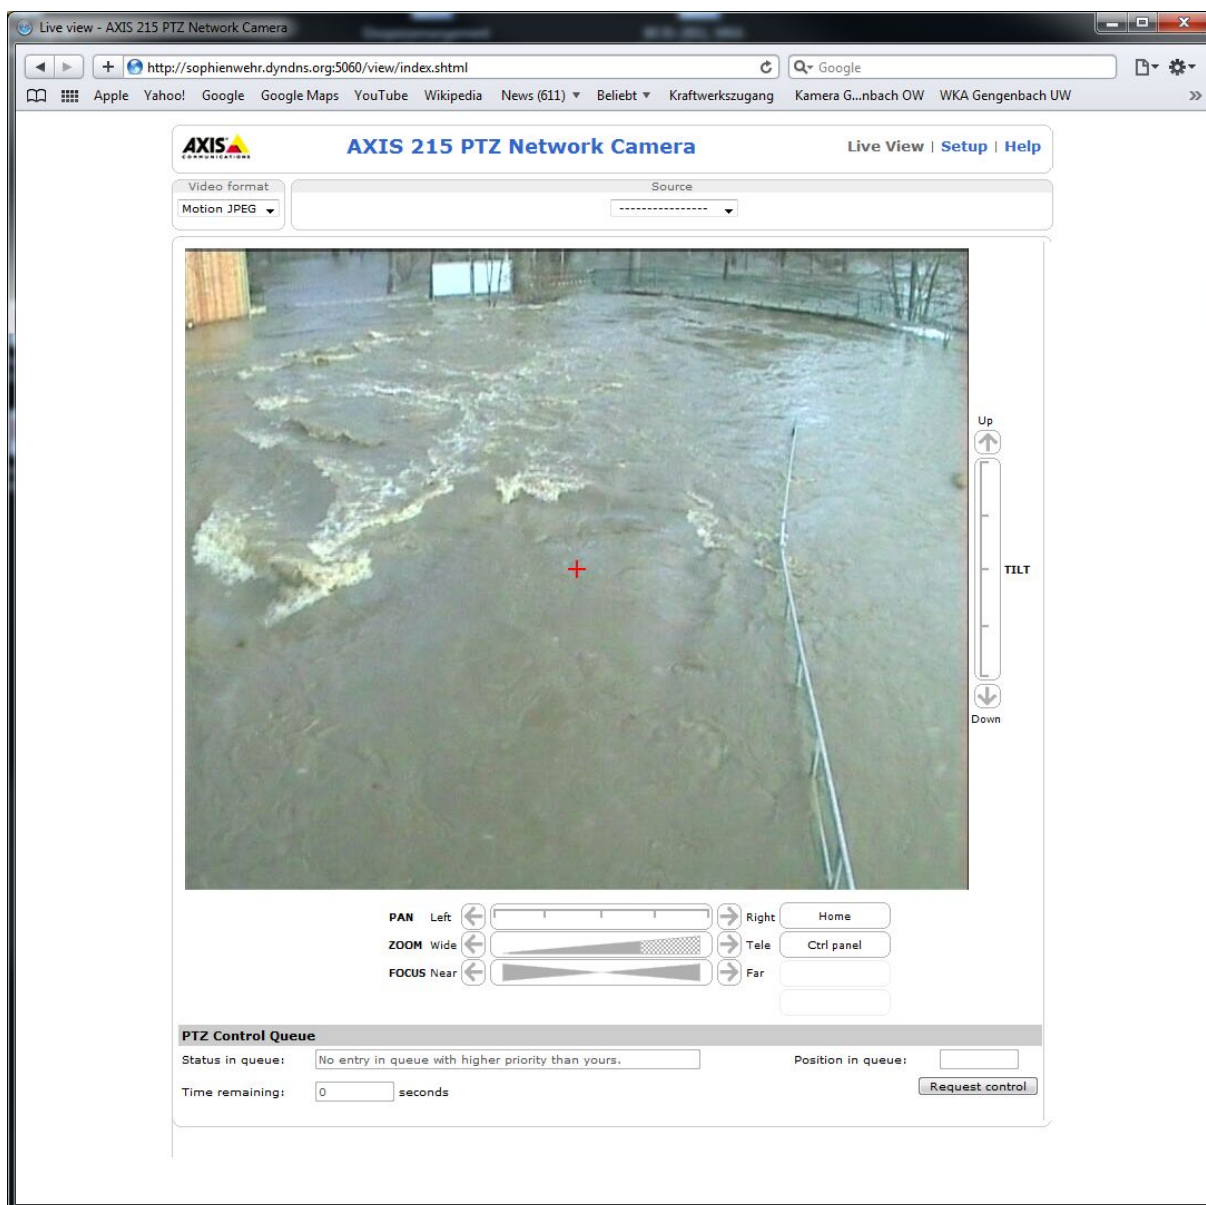 Live view - AXIS 215 PTZ Network Camera
http://sophienwehr.dyndns.org:5060/view/index.shtml
Google
Apple Yahoo! Google Google Maps YouTube Wikipedia News (611) Beliebt Kraftwerkszugang Kamera G...nbach OW WKA Gengenbach UW
AXIS COMMUNICATIONS
AXIS 215 PTZ Network Camera
Live View | Setup | Help
Video format
Source
Motion JPEG
----------------
Up
TILT
Down
PAN Left Right Home
ZOOM Wide Tele Ctrl panel
FOCUS Near Far
PTZ Control Queue
Status in queue: No entry in queue with higher priority than yours. Position in queue:
Time remaining: 0 seconds Request control